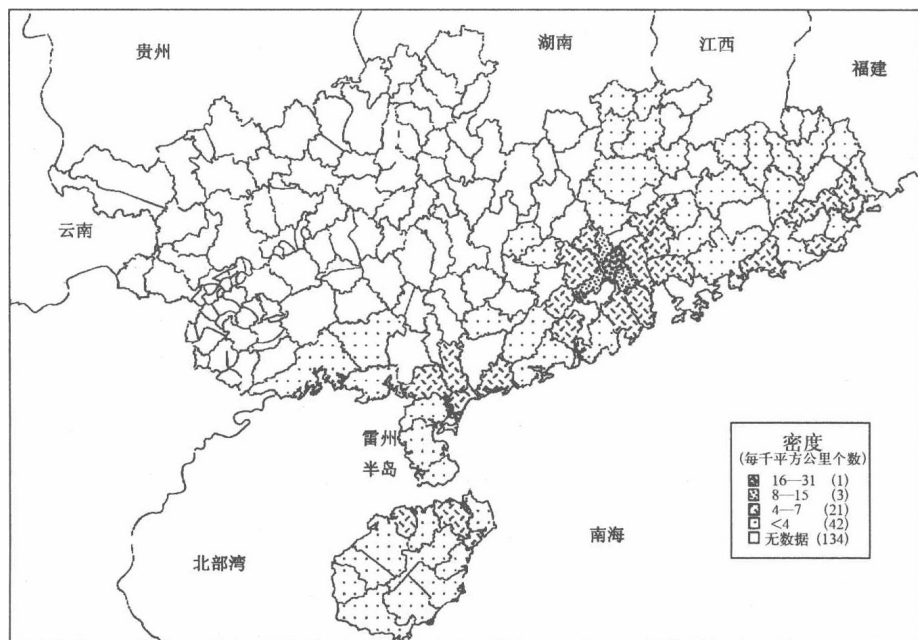 贵州
湖南
江西
福建
云南
雷州
半岛
北部湾
南海
密度
(每千平方公里个数)
16—31 (1)
8—15 (3)
4—7 (21)
<4 (42)
无数据 (134)